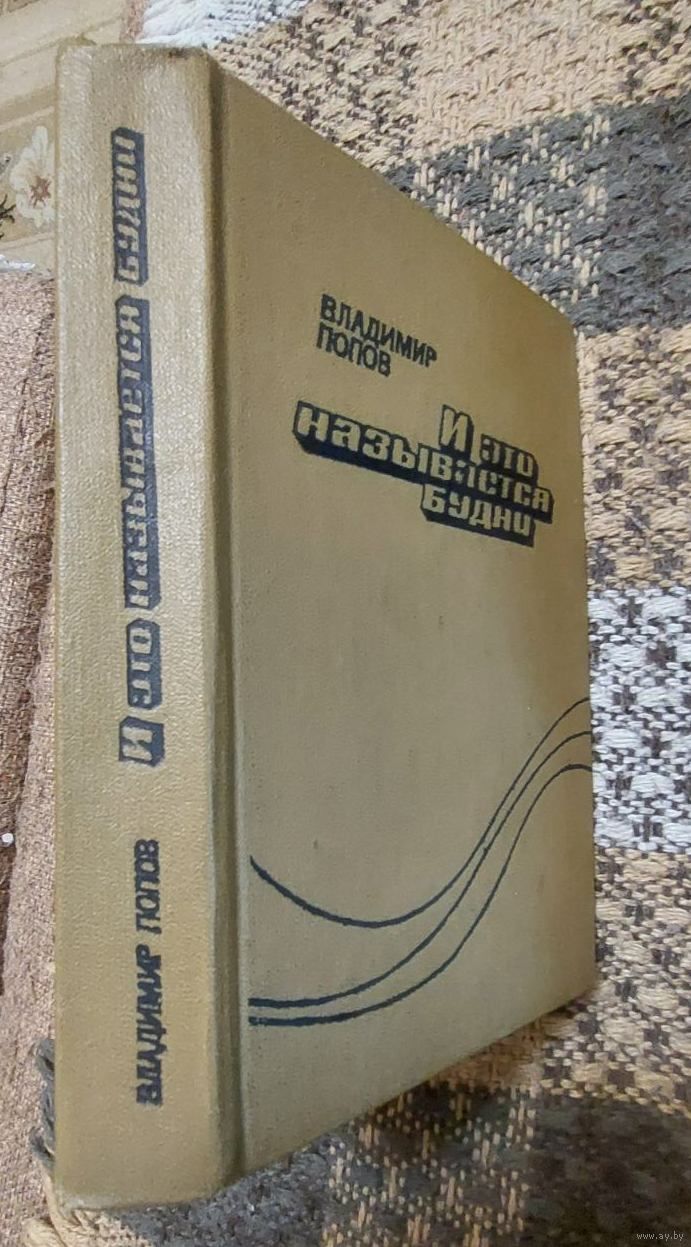 ВЛАДИМИР ПОПОВ И это называется будни
ВЛАДИМИР
ПОПОВ
И это
называется
будни
www.ay.by